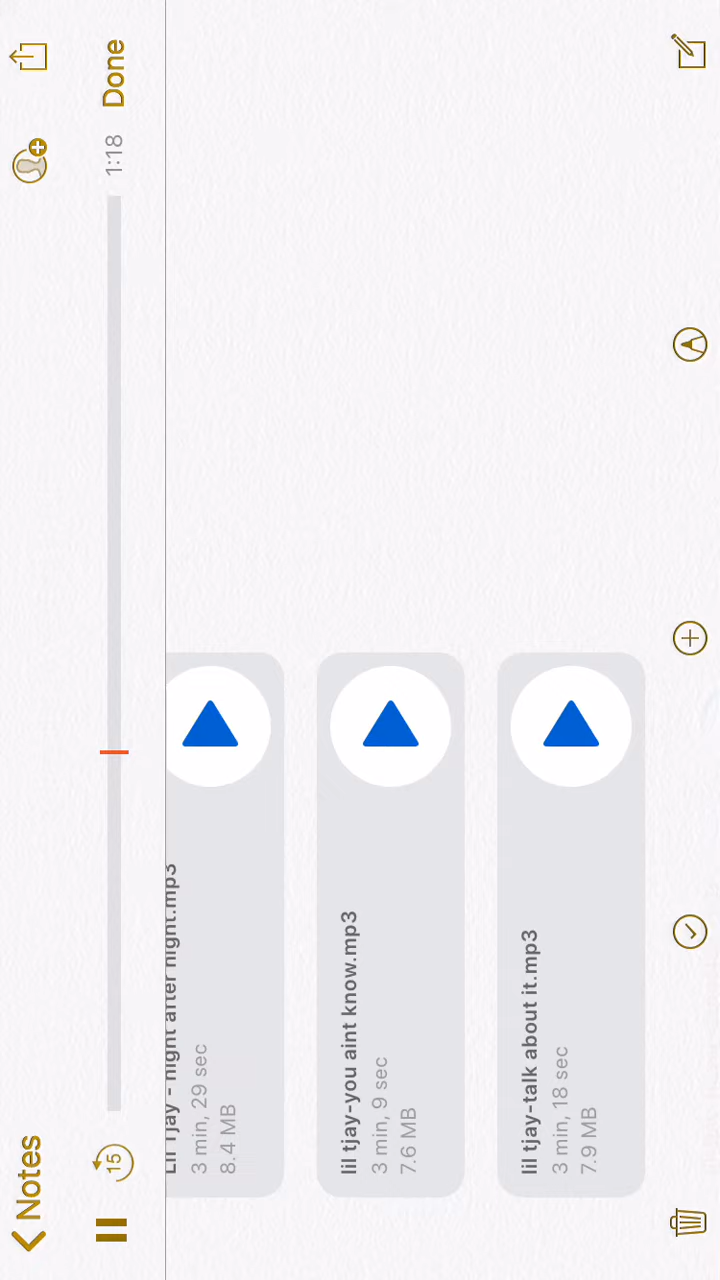 Notes
15
1:18
Done
Lil Tjay - night after night.mp3
3 min, 29 sec
8.4 MB
lil tjay-you aint know.mp3
3 min, 9 sec
7.6 MB
lil tjay-talk about it.mp3
3 min, 18 sec
7.9 MB